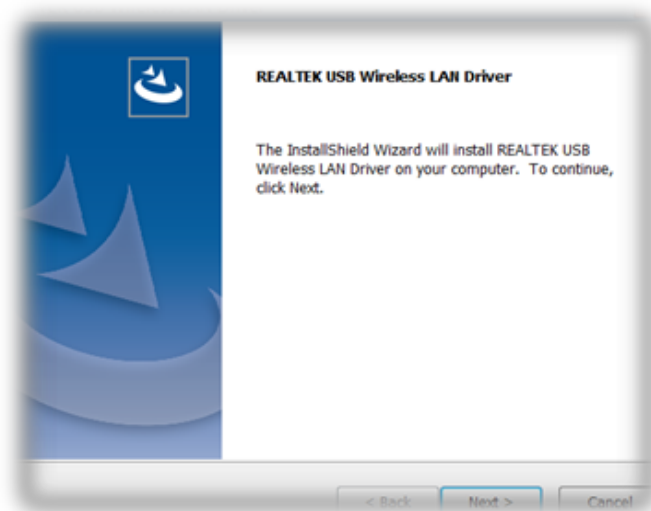 REALTEK USB Wireless LAN Driver
The InstallShield Wizard will install REALTEK USB
Wireless LAN Driver on your computer. To continue,
click Next.
< Back Next > Cancel